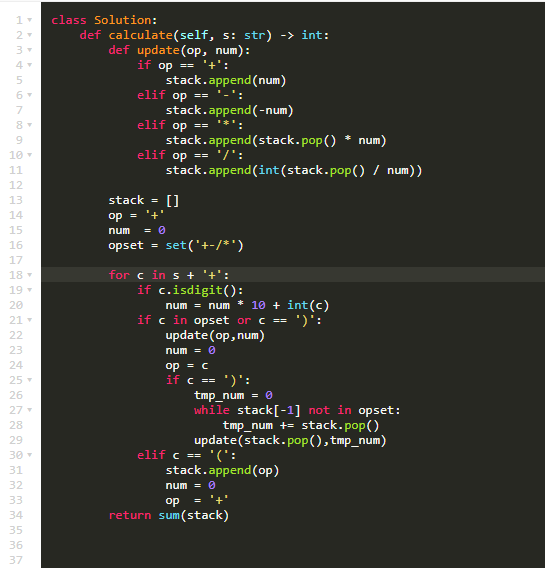 1 class Solution:
2     def calculate(self, s: str) -> int:
3         def update(op, num):
4             if op == '+':
5                 stack.append(num)
6             elif op == '-':
7                 stack.append(-num)
8             elif op == '*':
9                 stack.append(stack.pop() * num)
10             elif op == '/':
11                 stack.append(int(stack.pop() / num))
12
13         stack = []
14         op = '+'
15         num  = 0
16         opset = set('+-/*')
17
18         for c in s + '+':
19             if c.isdigit():
20                 num = num * 10 + int(c)
21             if c in opset or c == ')':
22                 update(op,num)
23                 num = 0
24                 op = c
25                 if c == ')':
26                     tmp_num = 0
27                     while stack[-1] not in opset:
28                         tmp_num += stack.pop()
29                     update(stack.pop(),tmp_num)
30             elif c == '(':
31                 stack.append(op)
32                 num = 0
33                 op  = '+'
34         return sum(stack)
35
36
37